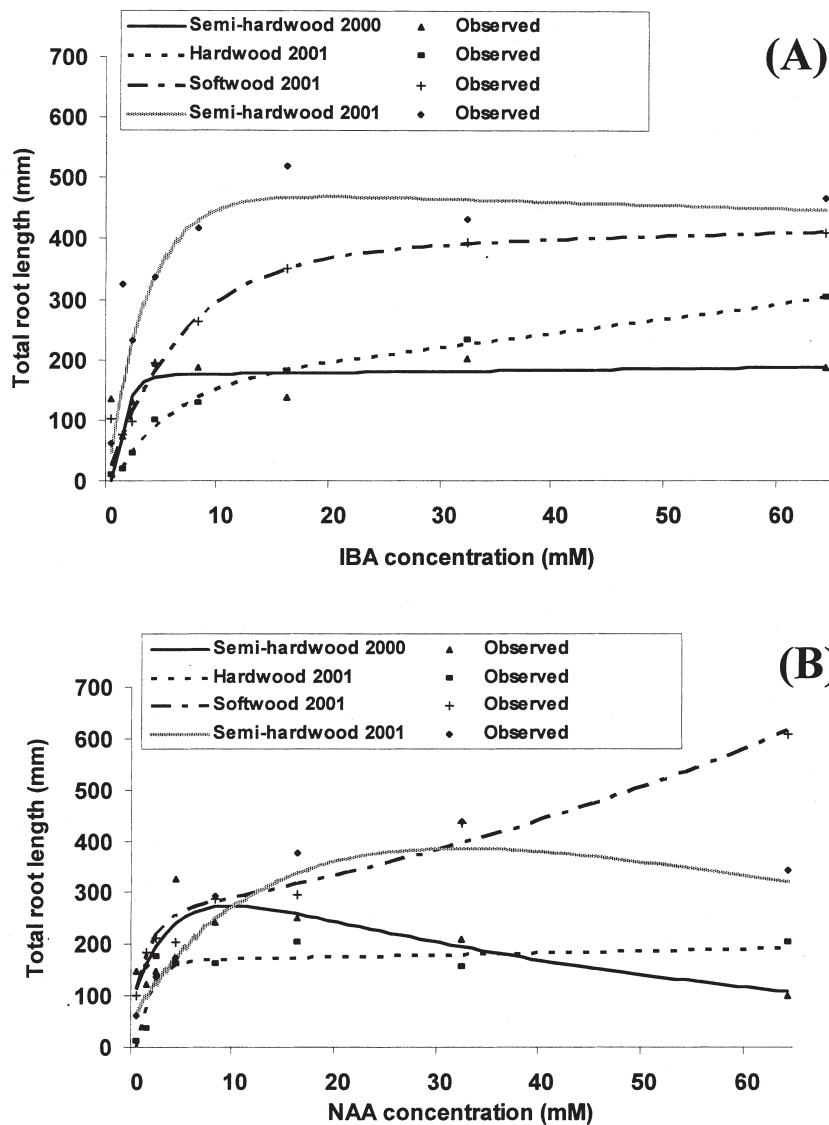 Semi-hardwood 2000 Observed
Hardwood 2001 Observed
Softwood 2001 Observed
Semi-hardwood 2001 Observed
(A)
700
600
500
400
300
200
100
0
Total root length (mm)
0 10 20 30 40 50 60
IBA concentration (mM)
Semi-hardwood 2000 Observed
Hardwood 2001 Observed
Softwood 2001 Observed
Semi-hardwood 2001 Observed
(B)
700
600
500
400
300
200
100
0
Total root length (mm)
0 10 20 30 40 50 60
NAA concentration (mM)